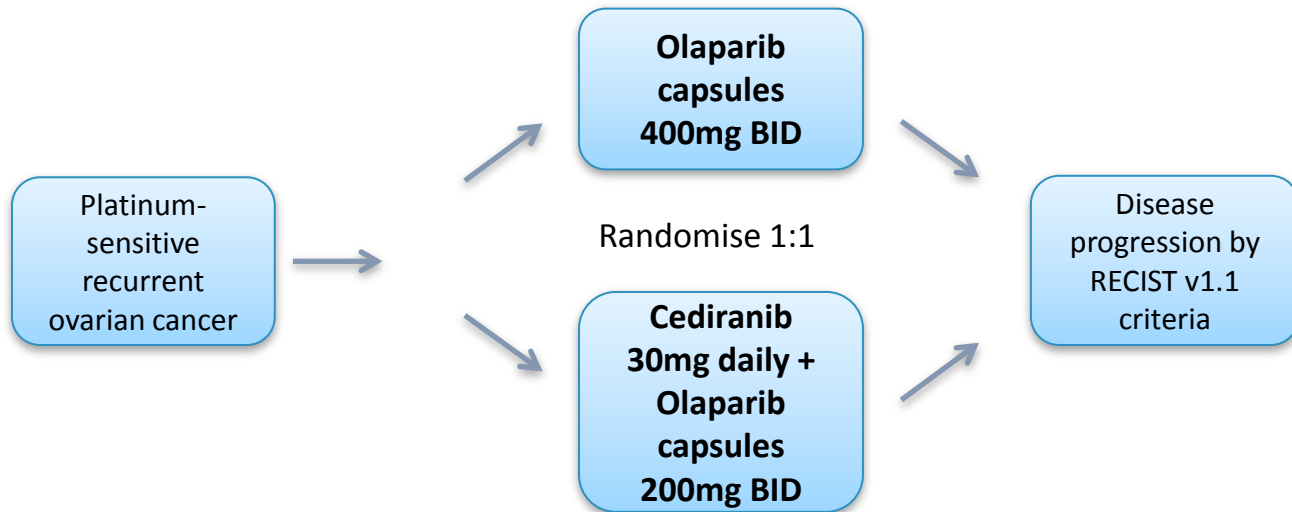 Platinum-
sensitive
recurrent
ovarian cancer
Olaparib
capsules
400mg BID
Randomise 1:1
Cediranib
30mg daily +
Olaparib
capsules
200mg BID
Disease
progression by
RECIST v1.1
criteria